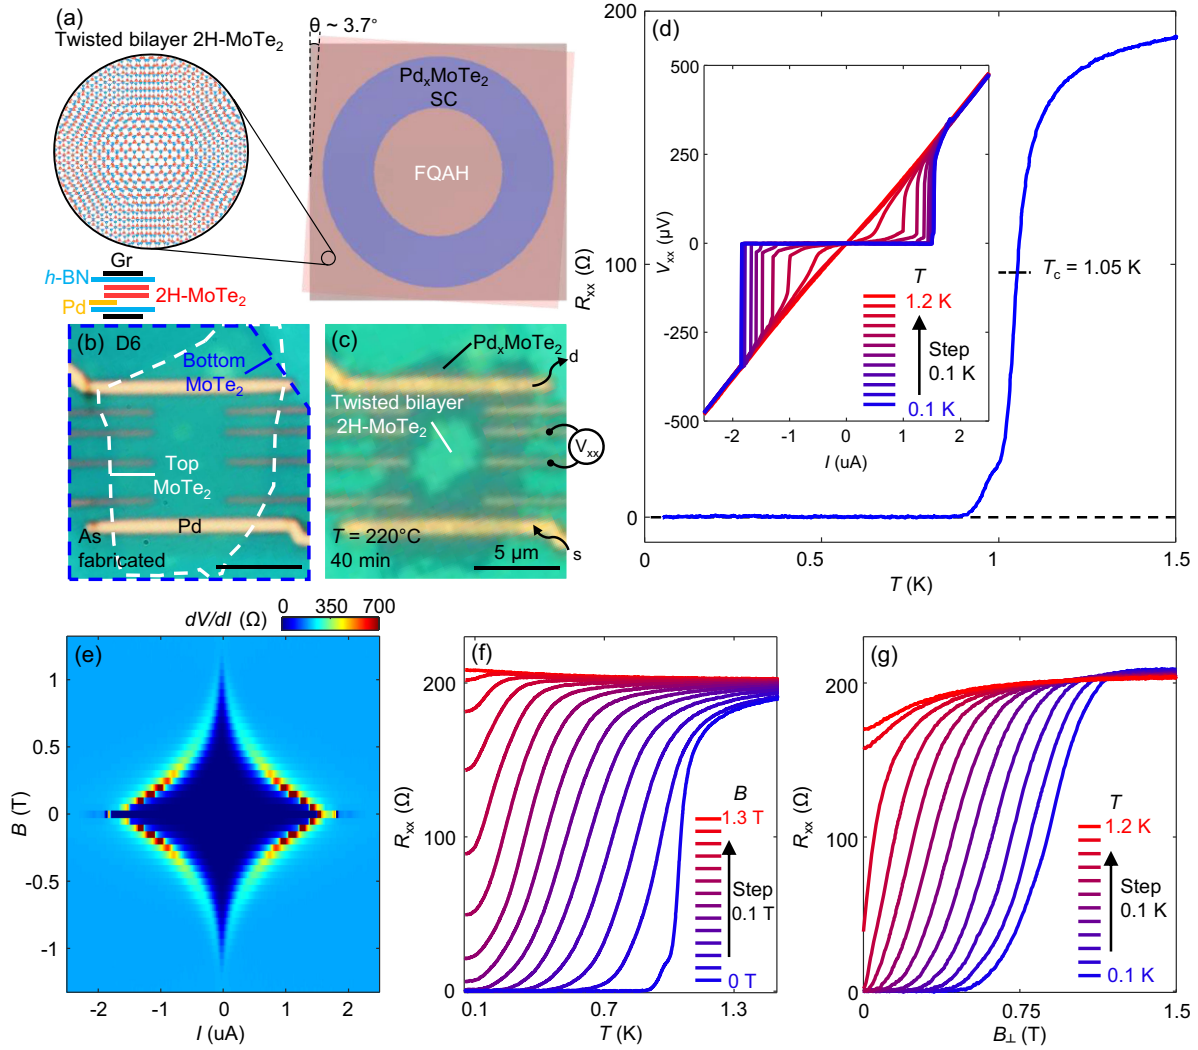 (a)
θ ~ 3.7°
Twisted bilayer 2H-MoTe₂
PdₓMoTe₂
SC
FQAH
Gr
h-BN
2H-MoTe₂
Pd
(b) D6
Bottom
MoTe₂
Top
MoTe₂
Pd
As
fabricated
(c)
PdₓMoTe₂
d
Twisted bilayer
2H-MoTe₂
Vₓₓ
T = 220°C
40 min
5 μm
s
(d)
200
100
0
Rₓₓ (Ω)
0
0.5
1
1.5
T (K)
T꜀ = 1.05 K
500
250
0
-250
-500
Vₓₓ (μV)
-2
-1
0
1
2
I (uA)
T
1.2 K
Step
0.1 K
0.1 K
(e)
dV/dI (Ω)
0 350 700
1
0.5
0
-0.5
-1
B (T)
-2
-1
0
1
2
I (uA)
(f)
200
100
0
Rₓₓ (Ω)
0.1
0.7
1.3
T (K)
B
1.3 T
Step
0.1 T
0 T
(g)
200
100
0
Rₓₓ (Ω)
0
0.75
1.5
B⊥ (T)
T
1.2 K
Step
0.1 K
0.1 K